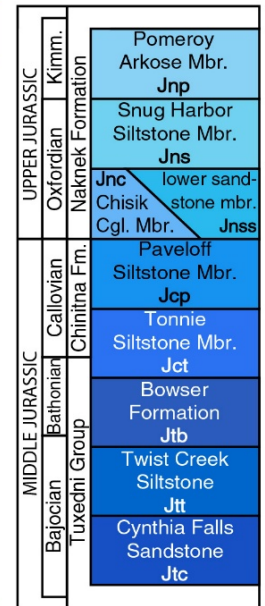 UPPER JURASSIC
MIDDLE JURASSIC
Kimm.
Oxfordian
Callovian
Bathonian
Bajocian
Naknek Formation
Chinitna Fm.
Tuxedni Group
Pomeroy
Arkose Mbr.
Jnp
Snug Harbor
Siltstone Mbr.
Jns
Jnc
Chisik
Cgl. Mbr.
lower sand-
stone mbr.
Jnss
Paveloff
Siltstone Mbr.
Jcp
Tonnie
Siltstone Mbr.
Jct
Bowser
Formation
Jtb
Twist Creek
Siltstone
Jtt
Cynthia Falls
Sandstone
Jtc